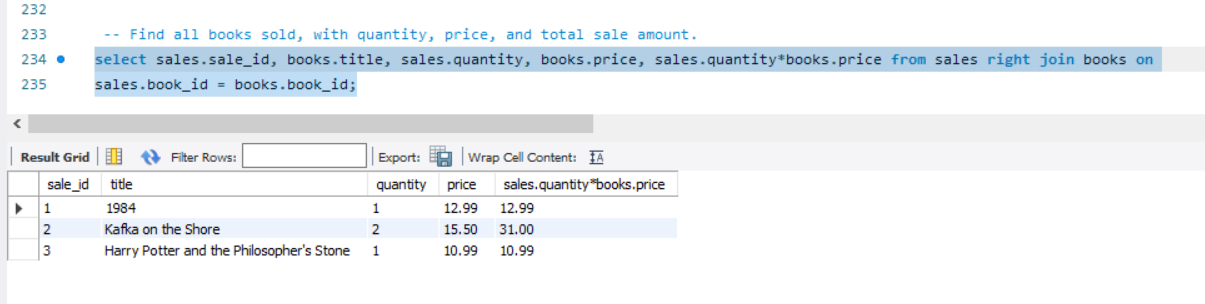 232
233 -- Find all books sold, with quantity, price, and total sale amount.
234 select sales.sale_id, books.title, sales.quantity, books.price, sales.quantity*books.price from sales right join books on
235 sales.book_id = books.book_id;
Result Grid Filter Rows: Export: Wrap Cell Content: IA
sale_id title quantity price sales.quantity*books.price
1 1984 1 12.99 12.99
2 Kafka on the Shore 2 15.50 31.00
3 Harry Potter and the Philosopher's Stone 1 10.99 10.99